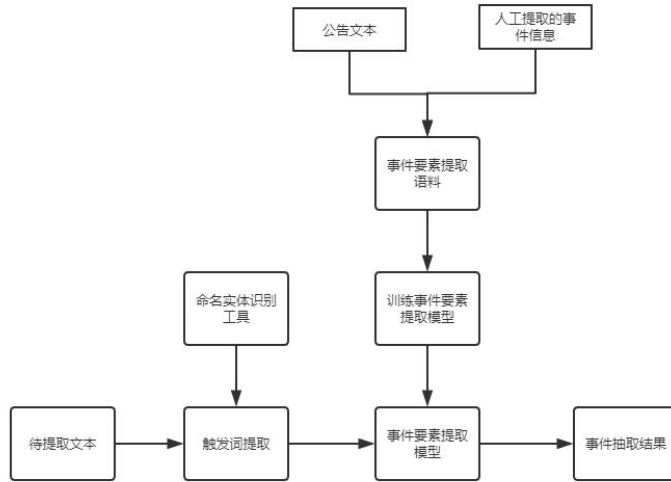 公告文本
人工提取的事
件信息
事件要素提取
语料
命名实体识别
工具
训练事件要素
提取模型
待提取文本
触发词提取
事件要素提取
模型
事件抽取结果